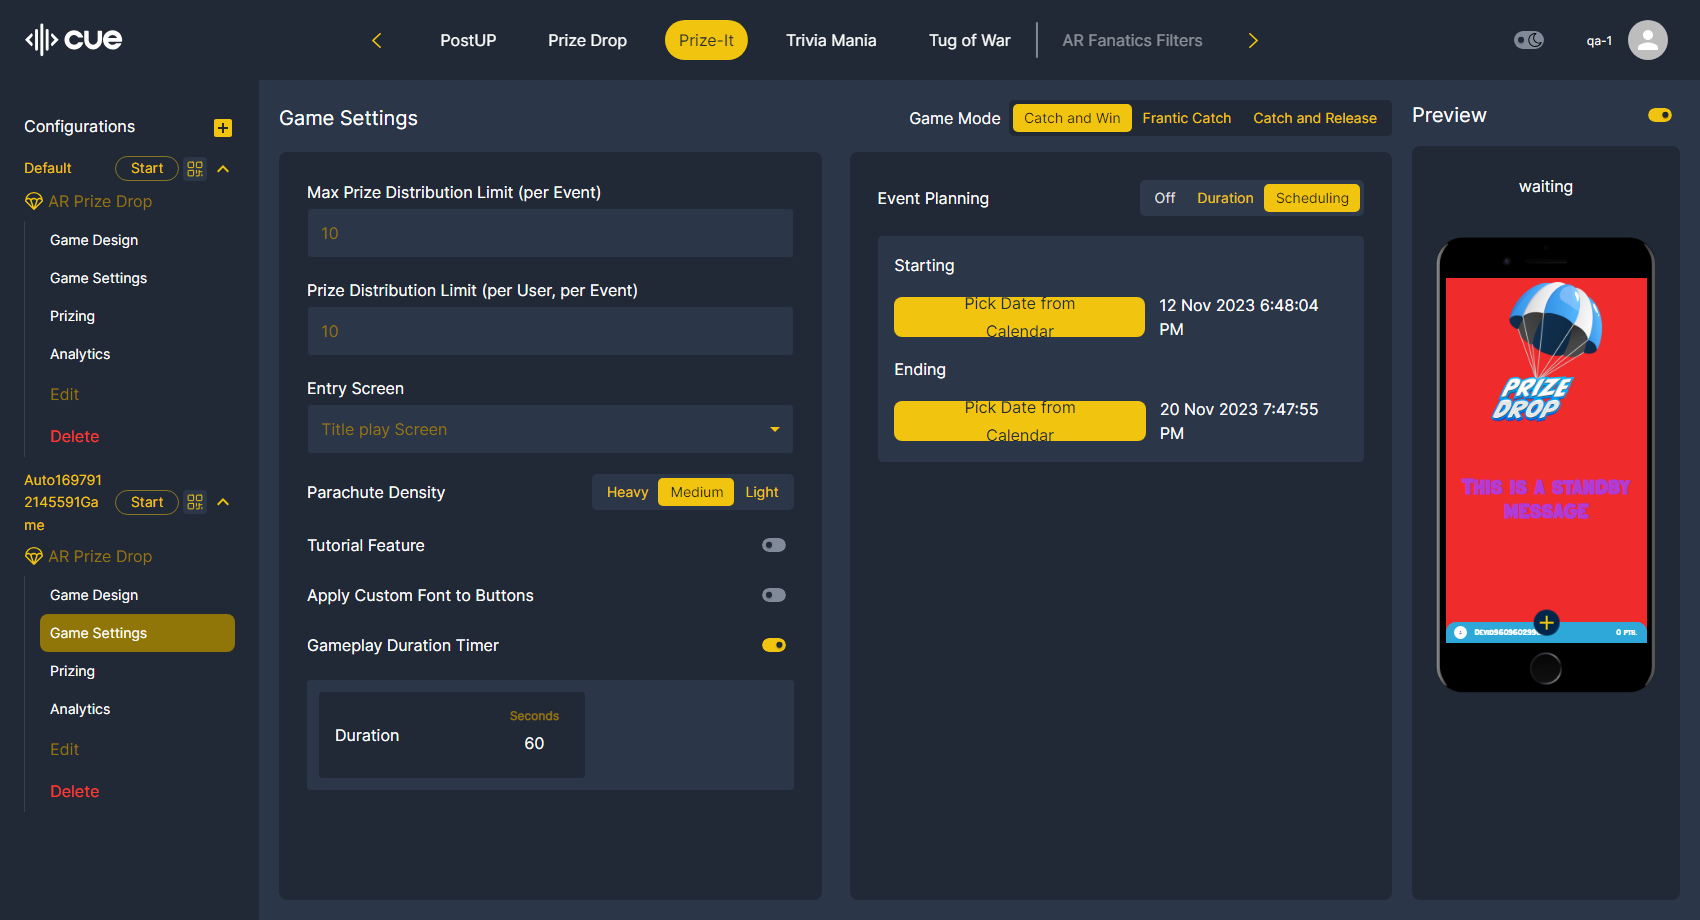 cue
PostUP
Prize Drop
Prize-It
Trivia Mania
Tug of War
AR Fanatics Filters
qa-1
Configurations
Default
Start
AR Prize Drop
Game Design
Game Settings
Prizing
Analytics
Edit
Delete
Auto169791
2145591Ga
me
Start
AR Prize Drop
Game Design
Game Settings
Prizing
Analytics
Edit
Delete
Game Settings
Game Mode
Catch and Win
Frantic Catch
Catch and Release
Max Prize Distribution Limit (per Event)
10
Prize Distribution Limit (per User, per Event)
10
Entry Screen
Title play Screen
Parachute Density
Heavy
Medium
Light
Tutorial Feature
Apply Custom Font to Buttons
Gameplay Duration Timer
Duration
Seconds
60
Event Planning
Off
Duration
Scheduling
Starting
Pick Date from
Calendar
12 Nov 2023 6:48:04
PM
Ending
Pick Date from
Calendar
20 Nov 2023 7:47:55
PM
Preview
waiting
PRIZE
DROP
THIS IS A STANDBY
MESSAGE
0 PTS.